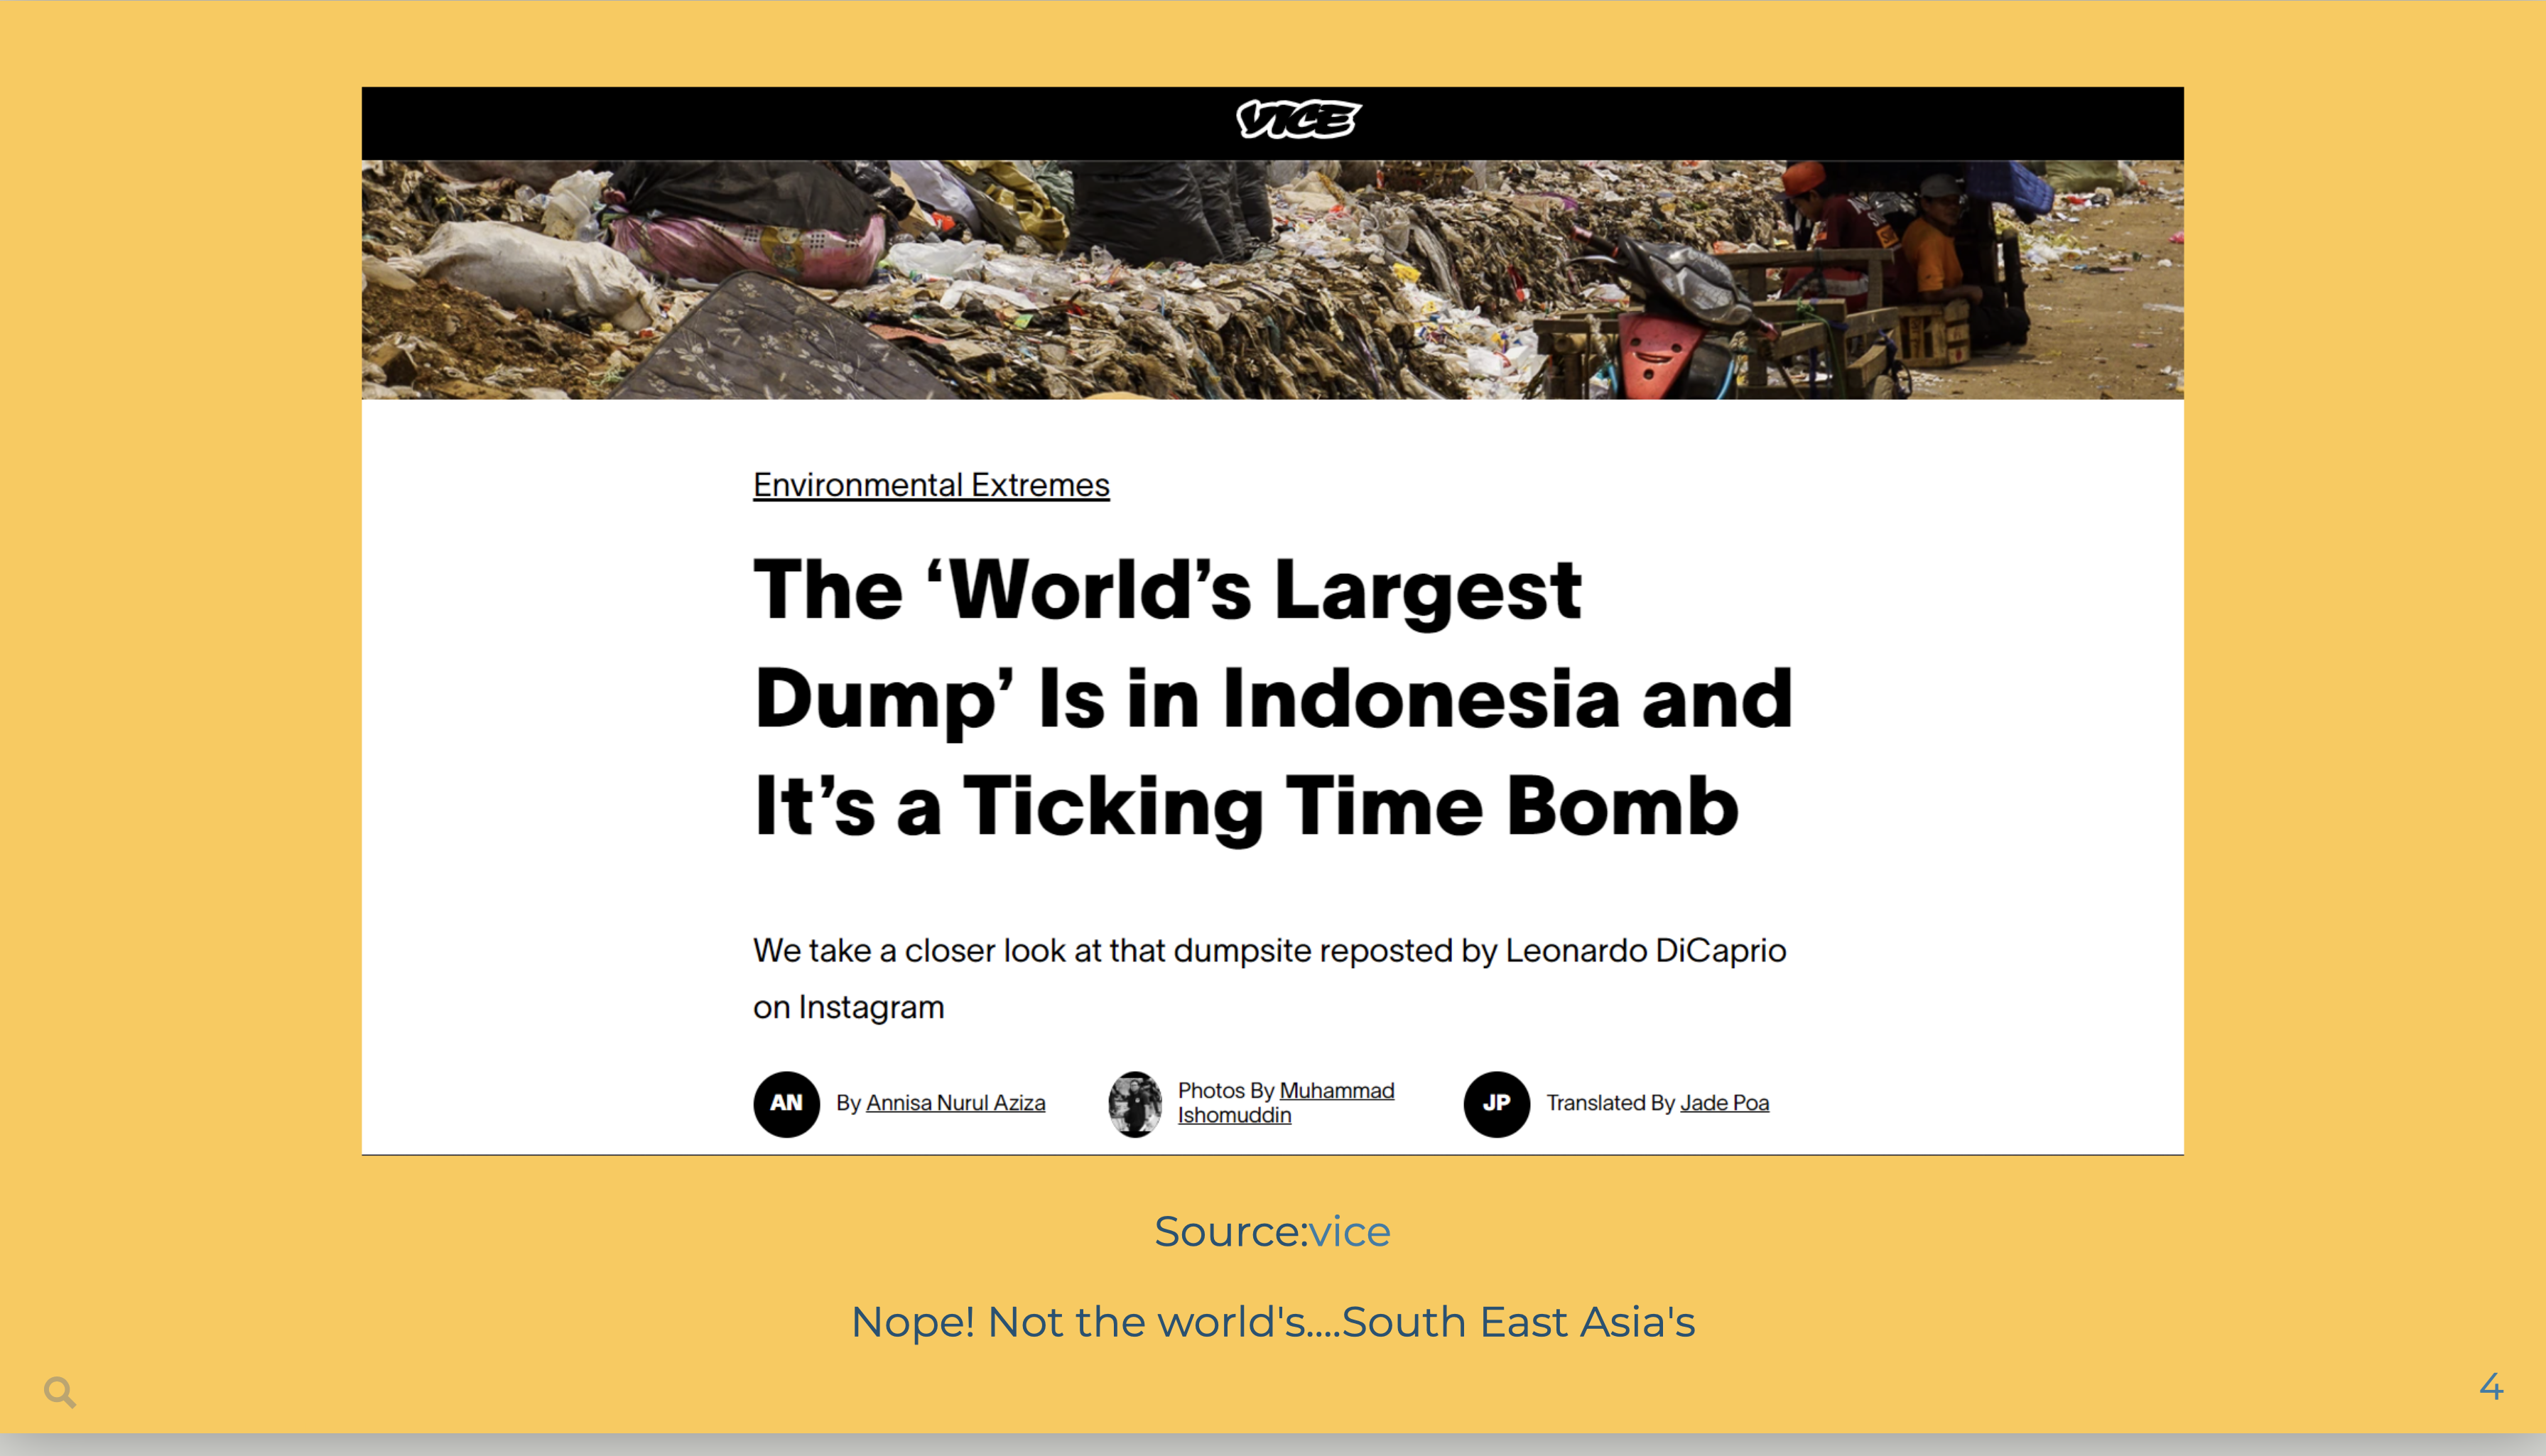 VICE
Environmental Extremes
The ‘World’s Largest
Dump’ Is in Indonesia and
It’s a Ticking Time Bomb
We take a closer look at that dumpsite reposted by Leonardo DiCaprio
on Instagram
AN By Annisa Nurul Aziza
Photos By Muhammad
Ishomuddin
JP Translated By Jade Poa
Source:vice
Nope! Not the world's....South East Asia's
4